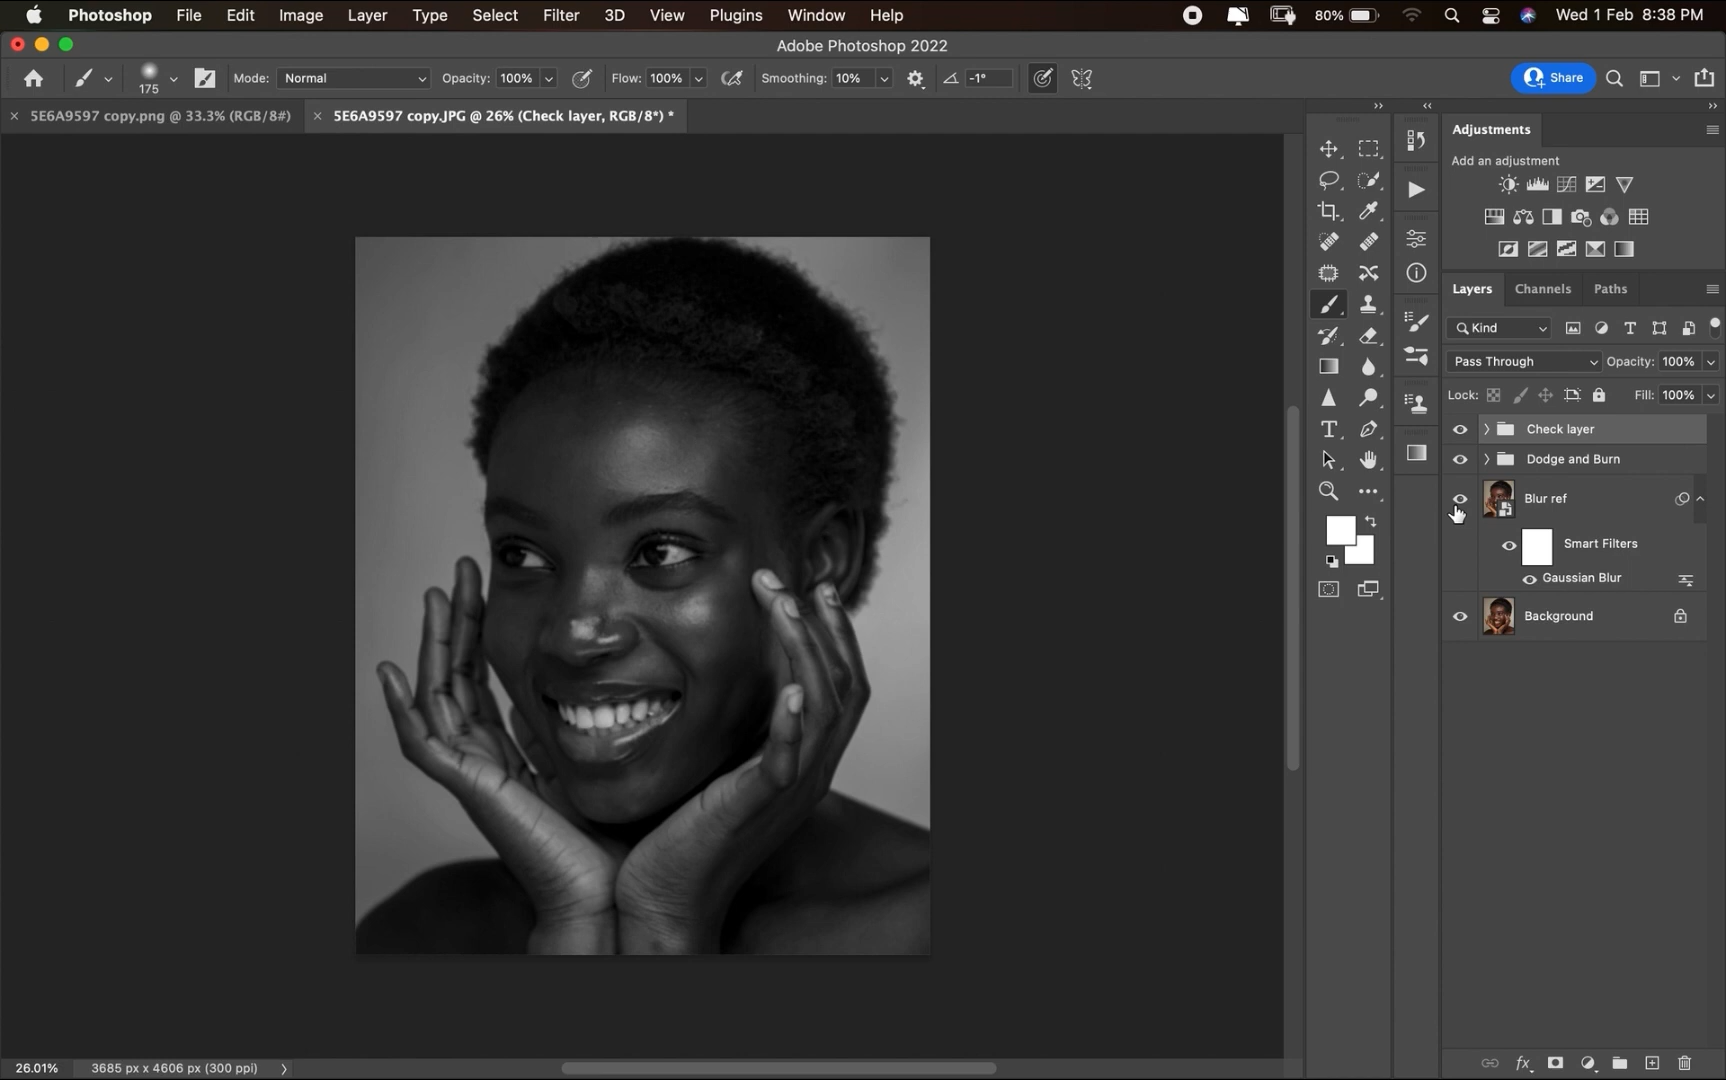 Photoshop File Edit Image Layer Type Select Filter 3D View Plugins Window Help 80% Wed 1 Feb 8:38 PM
Adobe Photoshop 2022
175 Mode: Normal Opacity: 100% Flow: 100% Smoothing: 10% -1° Share
5E6A9597 copy.png @ 33.3% (RGB/8#) 5E6A9597 copy.JPG @ 26% (Check layer, RGB/8*) *
Adjustments
Add an adjustment
Layers Channels Paths
Kind
Pass Through Opacity: 100%
Lock: Fill: 100%
Check layer
Dodge and Burn
Blur ref
Smart Filters
Gaussian Blur
Background
26.01% 3685 px x 4606 px (300 ppi)